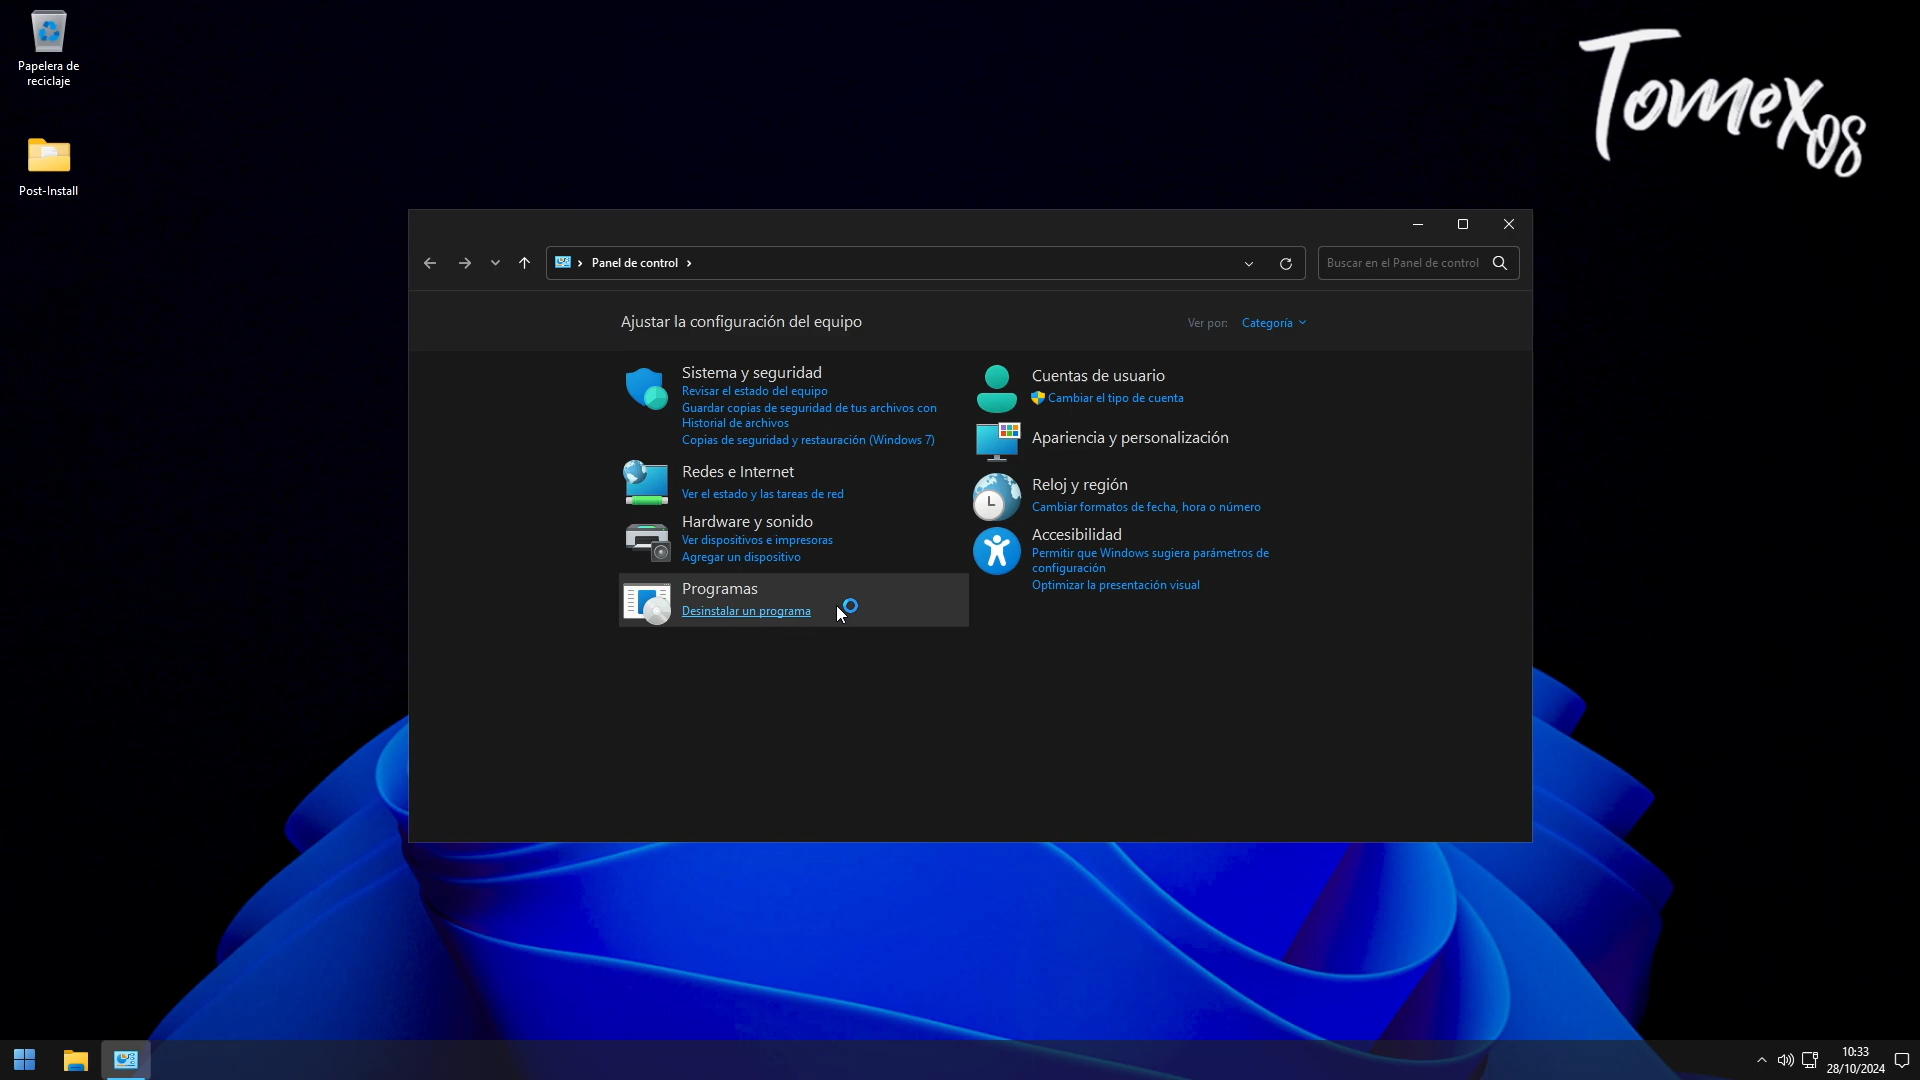 Papelera de
reciclaje
Post-Install
Tomex OS
Panel de control
Buscar en el Panel de control
Ajustar la configuración del equipo
Ver por:
Categoría
Sistema y seguridad
Revisar el estado del equipo
Guardar copias de seguridad de tus archivos con
Historial de archivos
Copias de seguridad y restauración (Windows 7)
Redes e Internet
Ver el estado y las tareas de red
Hardware y sonido
Ver dispositivos e impresoras
Agregar un dispositivo
Programas
Desinstalar un programa
Cuentas de usuario
Cambiar el tipo de cuenta
Apariencia y personalización
Reloj y región
Cambiar formatos de fecha, hora o número
Accesibilidad
Permitir que Windows sugiera parámetros de
configuración
Optimizar la presentación visual
10:33
28/10/2024